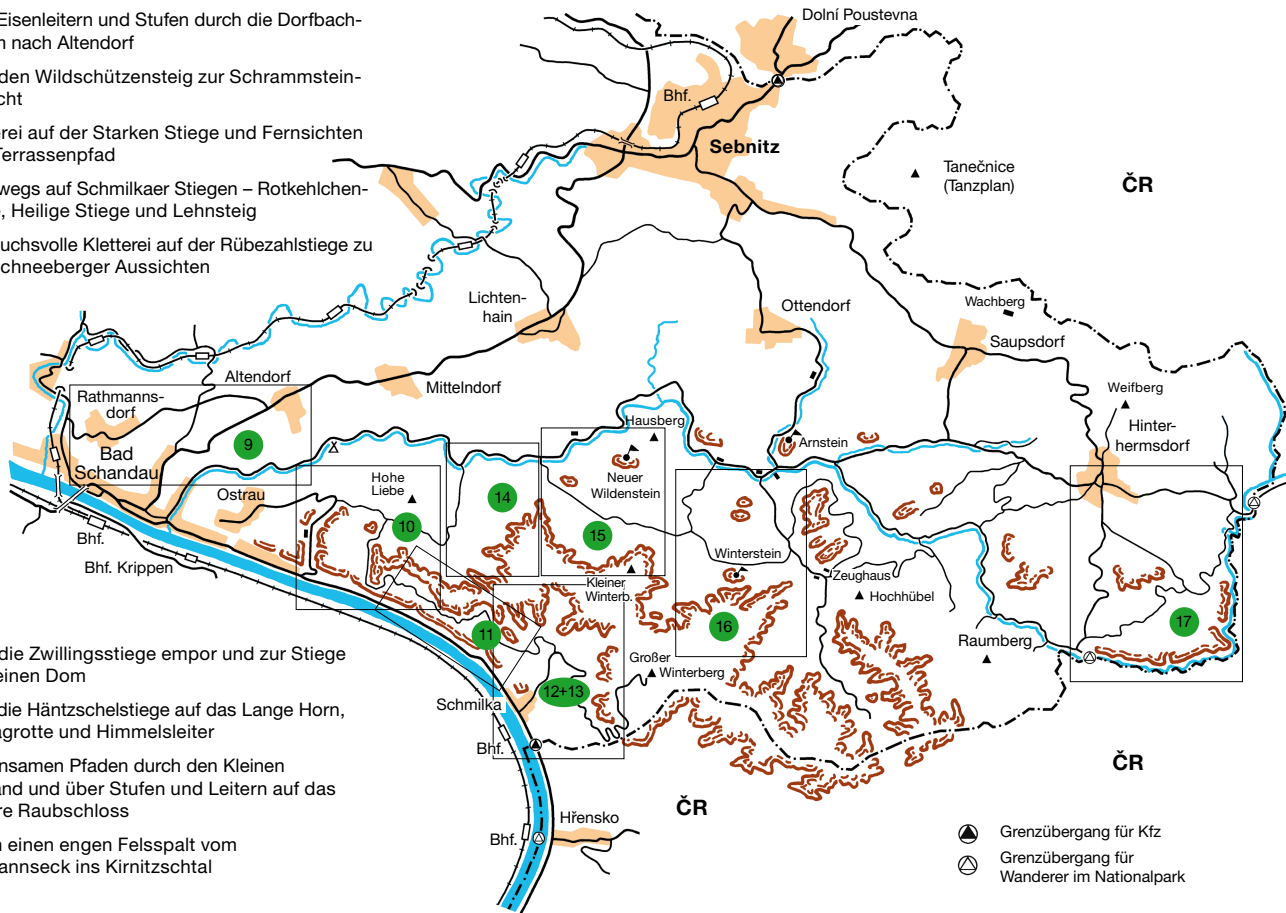 Eisenleitern und Stufen durch die Dorfbach-
nach Altendorf
den Wildschützensteig zur Schrammstein-
cht
erei auf der Starken Stiege und Fernsichten
Terrassenpfad
wegs auf Schmilkaer Stiegen – Rotkehlchen-
e, Heilige Stiege und Lehnsteig
uchsvolle Kletterei auf der Rübezahlstiege zu
chneeberger Aussichten
die Zwillingsstiege empor und zur Stiege
einen Dom
die Häntzschelstiege auf das Lange Horn,
agrotte und Himmelsleiter
nsamen Pfaden durch den Kleinen
and und über Stufen und Leitern auf das
re Raubschloss
einen engen Felsspalt vom
annseck ins Kirnitzschtal
Dolní Poustevna
Bhf.
Sebnitz
Tanečnice
(Tanzplan)
ČR
Lichten-
hain
Ottendorf
Wachberg
Saupsdorf
Altendorf
Mittelndorf
Rathmanns-
dorf
Weifberg
Hinter-
hermsdorf
Hausberg
Arnstein
9
Bad
Schandau
Neuer
Wildenstein
Hohe
Liebe
Ostrau
14
10
15
Bhf.
Bhf. Krippen
Winterstein
Zeughaus
Kleiner
Winterb.
Hochhübel
11
16
17
Raumberg
Großer
Winterberg
12+13
Schmilka
Bhf.
ČR
ČR
Hřensko
Bhf.
Grenzübergang für Kfz
Grenzübergang für
Wanderer im Nationalpark